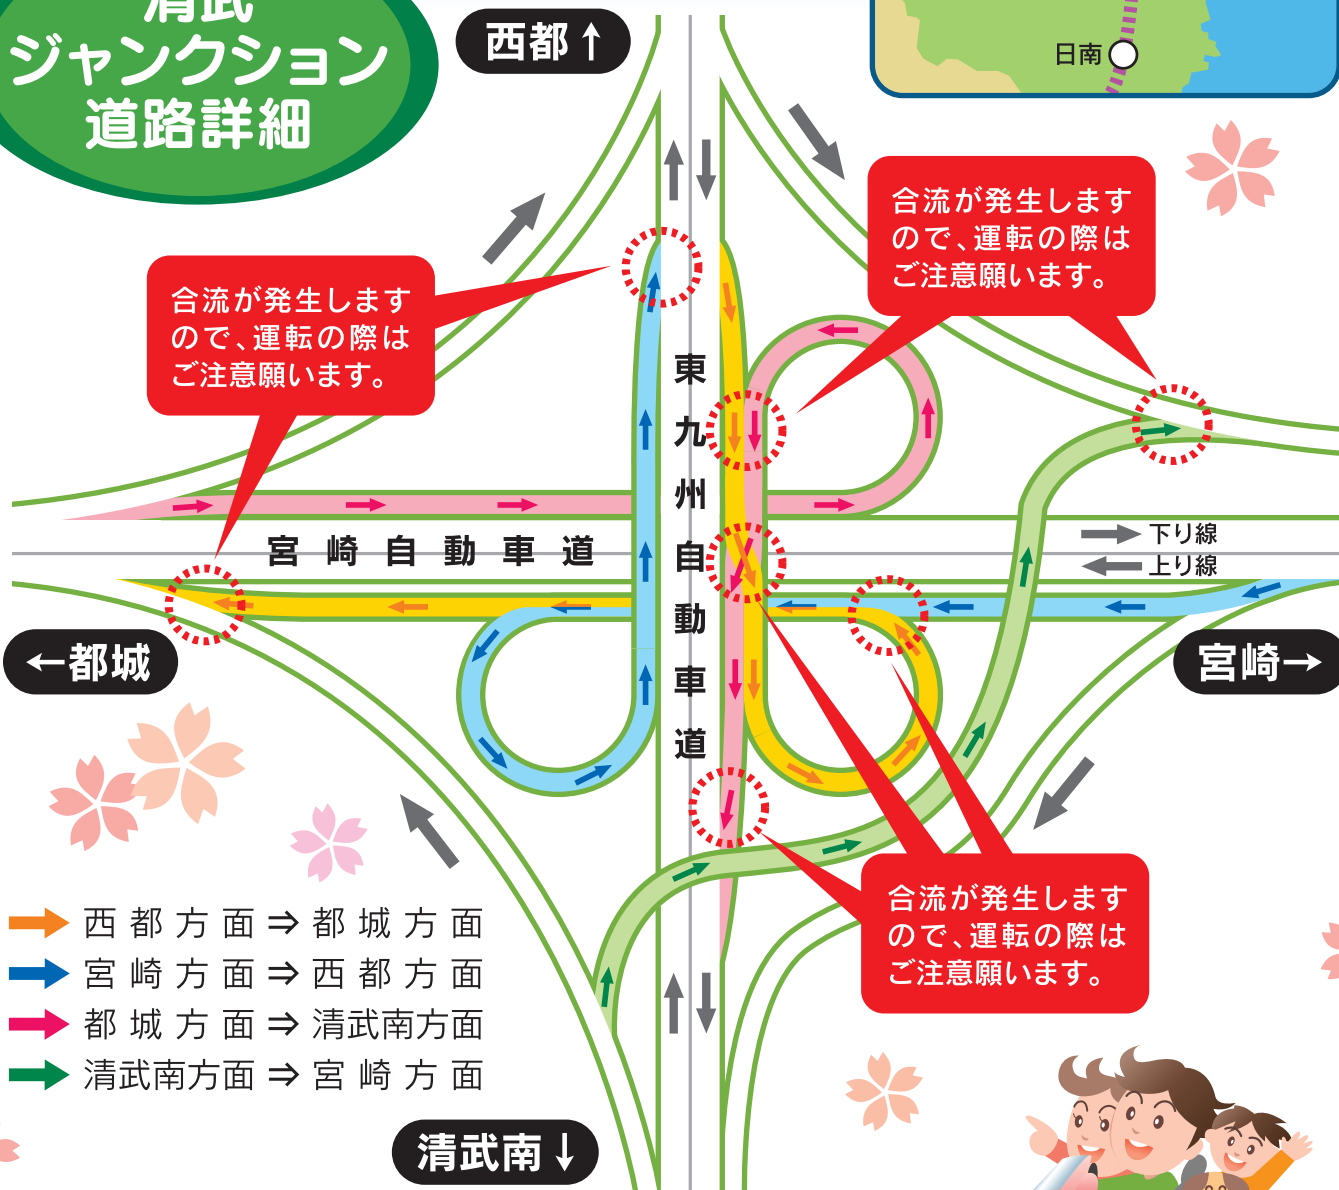 清武
ジャンクション
道路詳細
西都↑
日南
合流が発生します
ので、運転の際は
ご注意願います。
合流が発生します
ので、運転の際は
ご注意願います。
東九州自動車道
宮崎自動車道
→下り線
←上り線
←都城
宮崎→
合流が発生します
ので、運転の際は
ご注意願います。
西都方面⇒都城方面
宮崎方面⇒西都方面
都城方面⇒清武南方面
清武南方面⇒宮崎方面
清武南↓